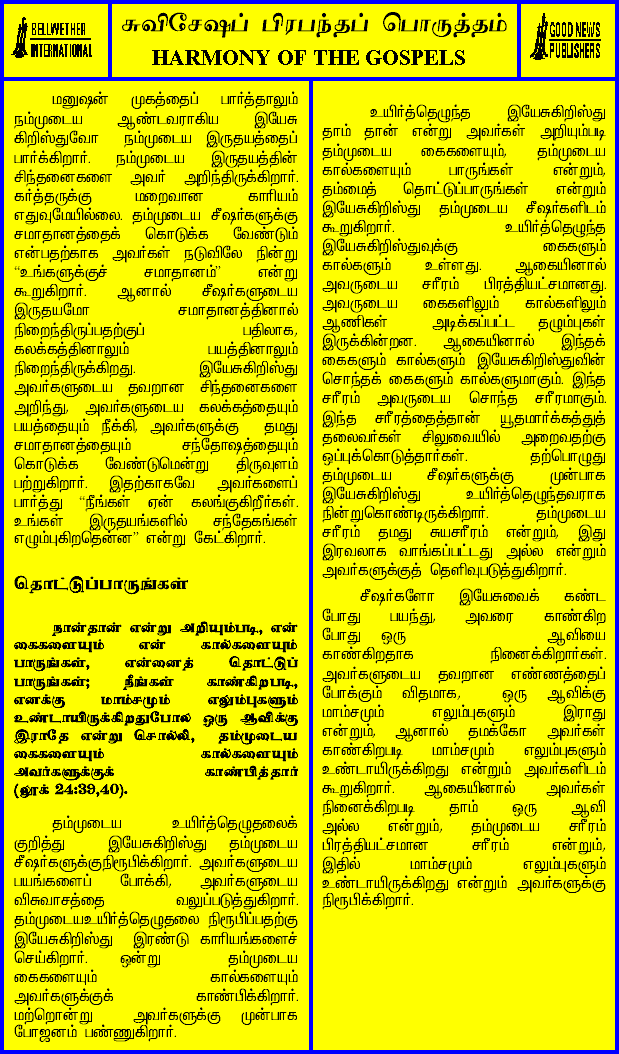 BELLWETHER
INTERNATIONAL
சுவிசேஷப் பிரபந்தப் பொருத்தம்
HARMONY OF THE GOSPELS
GOOD NEWS
PUBLISHERS
மனுஷன் முகத்தைப் பார்த்தாலும்
நம்முடைய ஆண்டவராகிய இயேசு
கிறிஸ்துவோ நம்முடைய இருதயத்தைப்
பார்க்கிறார். நம்முடைய இருதயத்தின்
சிந்தனைகளை அவர் அறிந்திருக்கிறார்.
கர்த்தருக்கு மறைவான காரியம்
எதுவுமேயில்லை. தம்முடைய சீஷர்களுக்கு
சமாதானத்தைக் கொடுக்க வேண்டும்
என்பதற்காக அவர்கள் நடுவிலே நின்று
“உங்களுக்குச் சமாதானம்” என்று
கூறுகிறார். ஆனால் சீஷர்களுடைய
இருதயமோ சமாதானத்தினால்
நிறைந்திருப்பதற்குப் பதிலாக,
கலக்கத்தினாலும் பயத்தினாலும்
நிறைந்திருக்கிறது. இயேசுகிறிஸ்து
அவர்களுடைய தவறான சிந்தனைகளை
அறிந்து, அவர்களுடைய கலக்கத்தையும்
பயத்தையும் நீக்கி, அவர்களுக்கு தமது
சமாதானத்தையும் சந்தோஷத்தையும்
கொடுக்க வேண்டுமென்று திருவுளம்
பற்றுகிறார். இதற்காகவே அவர்களைப்
பார்த்து “நீங்கள் ஏன் கலங்குகிறீர்கள்.
உங்கள் இருதயங்களில் சந்தேகங்கள்
எழும்புகிறதென்ன” என்று கேட்கிறார்.
தொட்டுப்பாருங்கள்
நான்தான் என்று அறியும்படி, என்
கைகளையும் என் கால்களையும்
பாருங்கள், என்னைத் தொட்டுப்
பாருங்கள்; நீங்கள் காண்கிறபடி,
எனக்கு மாம்சமும் எலும்புகளும்
உண்டாயிருக்கிறதுபோல ஒரு ஆவிக்கு
இராதே என்று சொல்லி, தம்முடைய
கைகளையும் கால்களையும்
அவர்களுக்குக் காண்பித்தார்
(லூக் 24:39,40).
தம்முடைய உயிர்த்தெழுதலைக்
குறித்து இயேசுகிறிஸ்து தம்முடைய
சீஷர்களுக்குநிரூபிக்கிறார். அவர்களுடைய
பயங்களைப் போக்கி, அவர்களுடைய
விசுவாசத்தை வலுப்படுத்துகிறார்.
தம்முடையஉயிர்த்தெழுதலை நிரூபிப்பதற்கு
இயேசுகிறிஸ்து இரண்டு காரியங்களைச்
செய்கிறார். ஒன்று தம்முடைய
கைகளையும் கால்களையும்
அவர்களுக்குக் காண்பிக்கிறார்.
மற்றொன்று அவர்களுக்கு முன்பாக
போஜனம் பண்ணுகிறார்.
உயிர்த்தெழுந்த இயேசுகிறிஸ்து
தாம் தான் என்று அவர்கள் அறியும்படி
தம்முடைய கைகளையும், தம்முடைய
கால்களையும் பாருங்கள் என்றும்,
தம்மைத் தொட்டுப்பாருங்கள் என்றும்
இயேசுகிறிஸ்து தம்முடைய சீஷர்களிடம்
கூறுகிறார். உயிர்த்தெழுந்த
இயேசுகிறிஸ்துவுக்கு கைகளும்
கால்களும் உள்ளது. ஆகையினால்
அவருடைய சரீரம் பிரத்தியட்சமானது.
அவருடைய கைகளிலும் கால்களிலும்
ஆணிகள் அடிக்கப்பட்ட தழும்புகள்
இருக்கின்றன. ஆகையினால் இந்தக்
கைகளும் கால்களும் இயேசுகிறிஸ்துவின்
சொந்தக் கைகளும் கால்களுமாகும். இந்த
சரீரம் அவருடைய சொந்த சரீரமாகும்.
இந்த சரீரத்தைத்தான் யூதமார்க்கத்துத்
தலைவர்கள் சிலுவையில் அறைவதற்கு
ஒப்புக்கொடுத்தார்கள். தற்பொழுது
தம்முடைய சீஷர்களுக்கு முன்பாக
இயேசுகிறிஸ்து உயிர்த்தெழுந்தவராக
நின்றுகொண்டிருக்கிறார். தம்முடைய
சரீரம் தமது சுயசரீரம் என்றும், இது
இரவலாக வாங்கப்பட்டது அல்ல என்றும்
அவர்களுக்குத் தெளிவுபடுத்துகிறார்.
சீஷர்களோ இயேசுவைக் கண்ட
போது பயந்து, அவரை காண்கிற
போது ஒரு ஆவியை
காண்கிறதாக நினைக்கிறார்கள்.
அவர்களுடைய தவறான எண்ணத்தைப்
போக்கும் விதமாக, ஒரு ஆவிக்கு
மாம்சமும் எலும்புகளும் இராது
என்றும், ஆனால் தமக்கோ அவர்கள்
காண்கிறபடி மாம்சமும் எலும்புகளும்
உண்டாயிருக்கிறது என்றும் அவர்களிடம்
கூறுகிறார். ஆகையினால் அவர்கள்
நினைக்கிறபடி தாம் ஒரு ஆவி
அல்ல என்றும், தம்முடைய சரீரம்
பிரத்தியட்சமான சரீரம் என்றும்,
இதில் மாம்சமும் எலும்புகளும்
உண்டாயிருக்கிறது என்றும் அவர்களுக்கு
நிரூபிக்கிறார்.